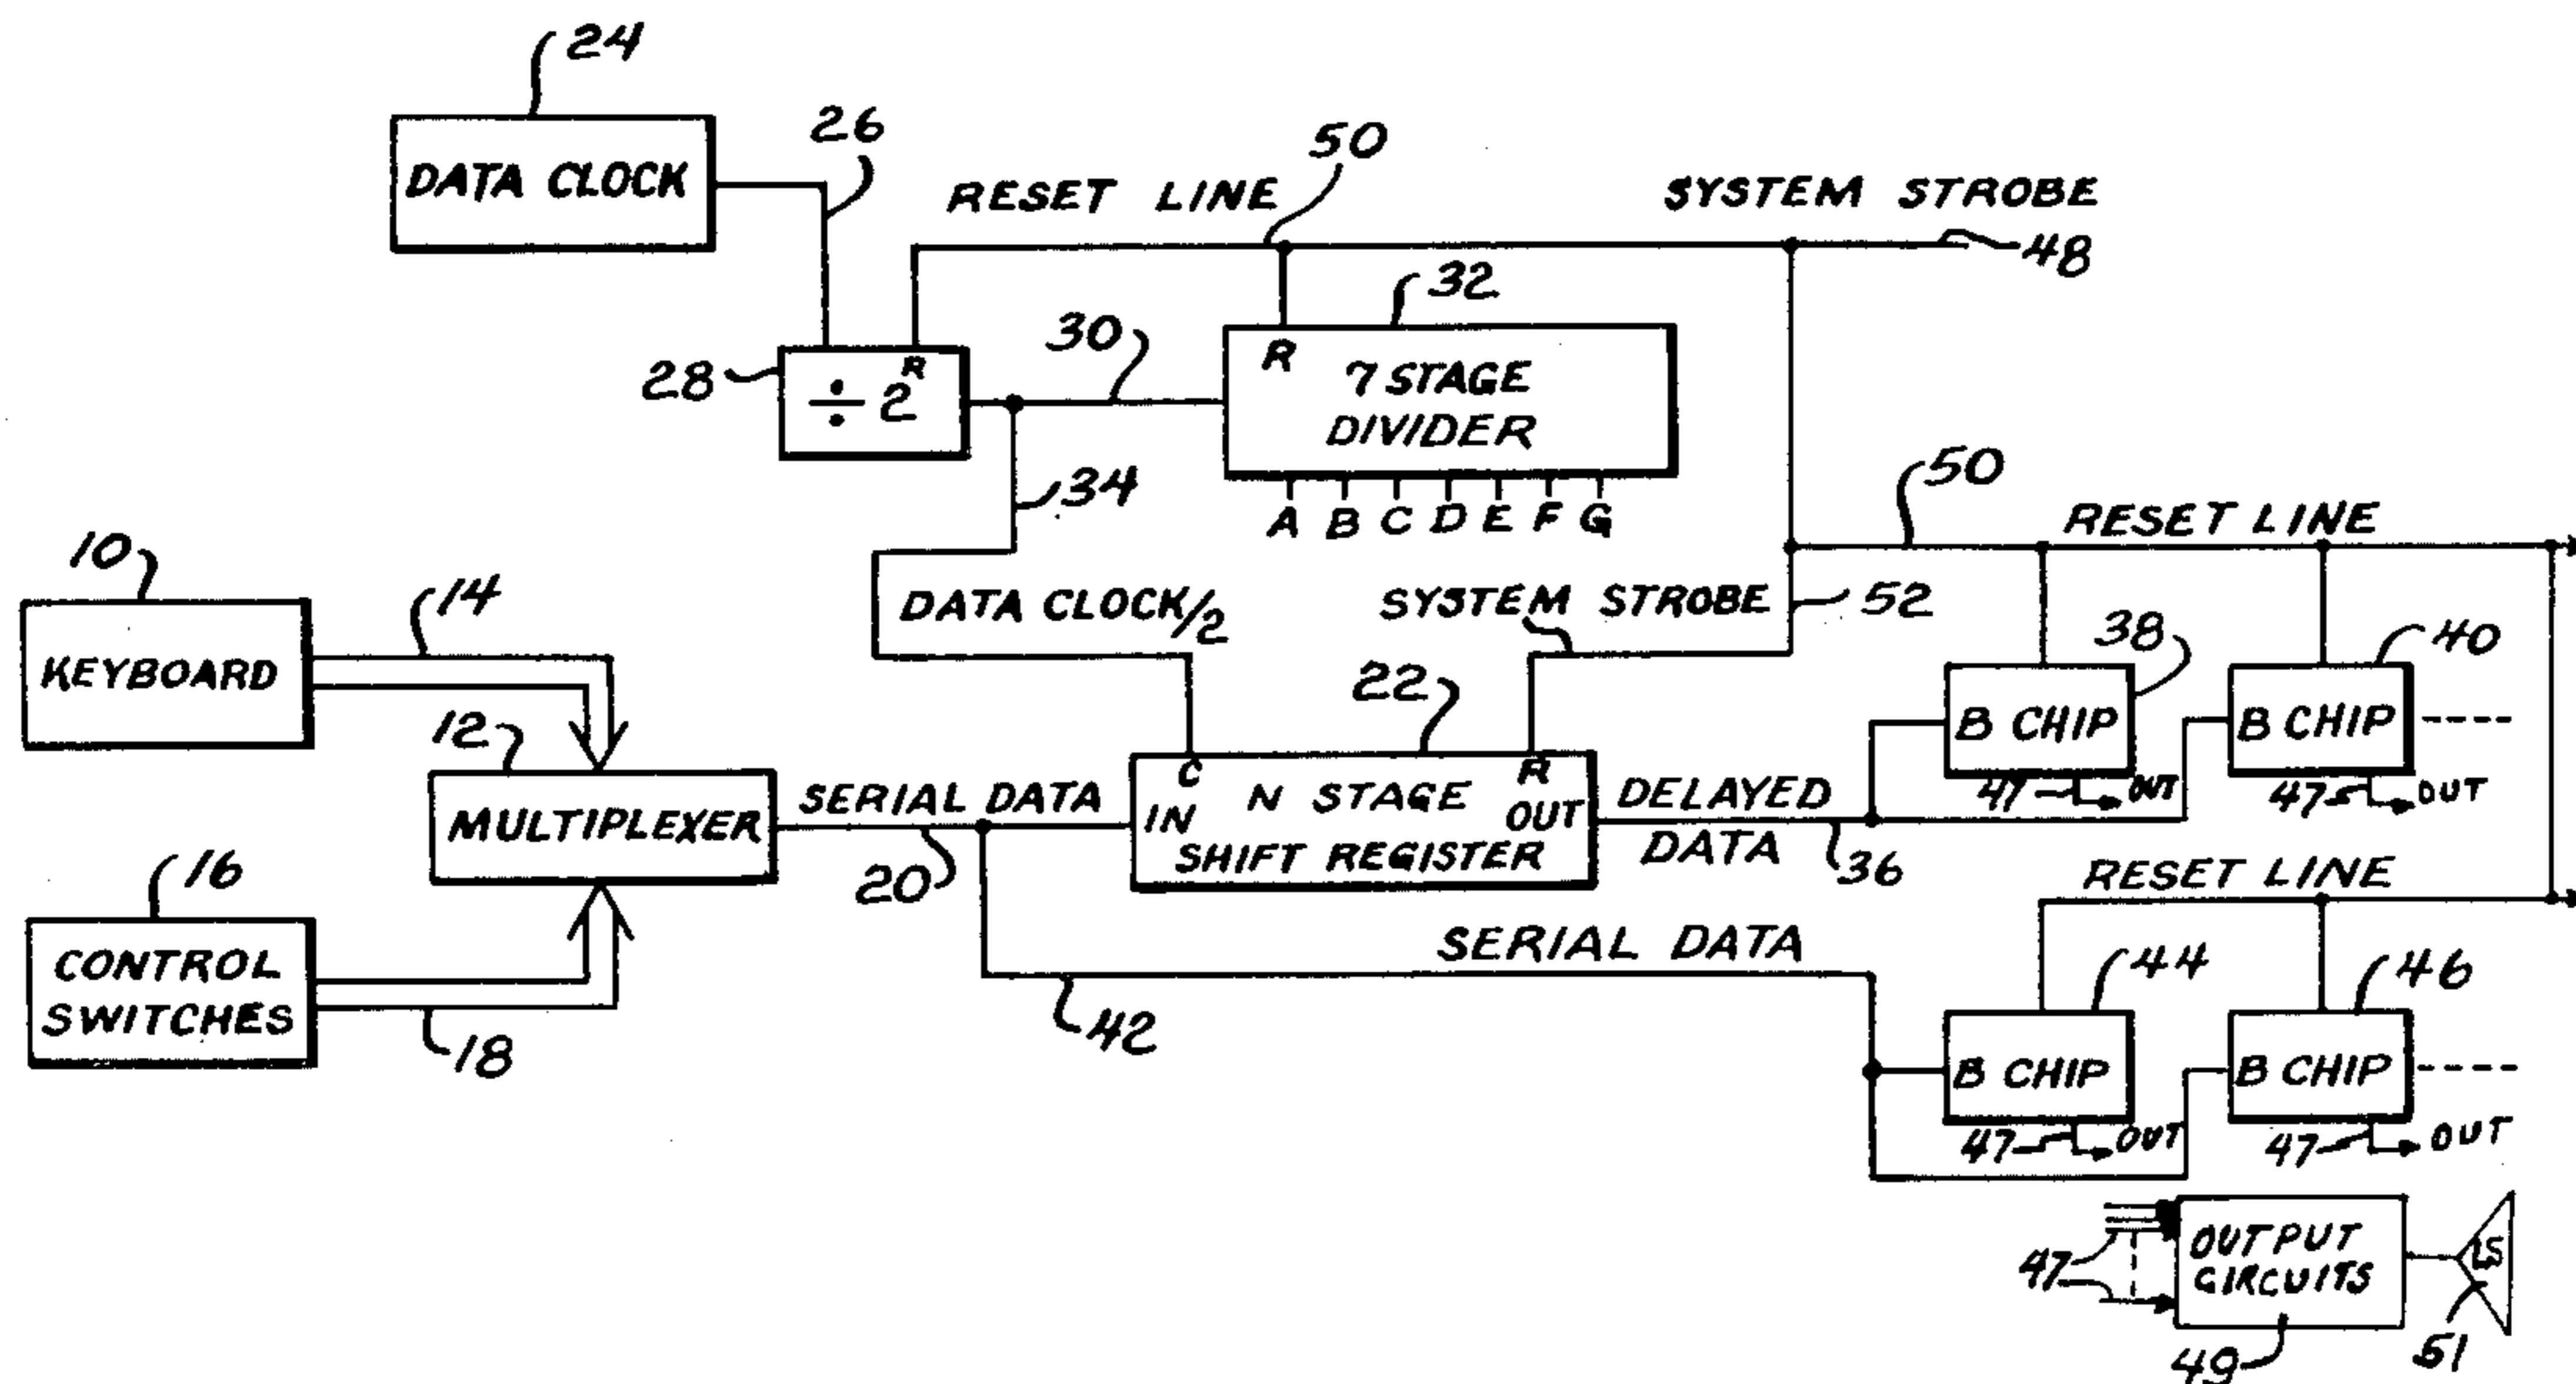 24
DATA CLOCK
26
50
RESET LINE
SYSTEM STROBE
48
28
÷ 2
R
30
32
R
7 STAGE
DIVIDER
A B C D E F G
34
DATA CLOCK/2
50
RESET LINE
SYSTEM STROBE
52
10
KEYBOARD
14
12
MULTIPLEXER
16
CONTROL
SWITCHES
18
SERIAL DATA
20
22
C
R
IN
N STAGE
OUT
SHIFT REGISTER
DELAYED
DATA
36
38
B CHIP
47
OUT
40
B CHIP
47
OUT
RESET LINE
SERIAL DATA
42
44
B CHIP
47
OUT
46
B CHIP
47
OUT
47
OUTPUT
CIRCUITS
49
LS
51